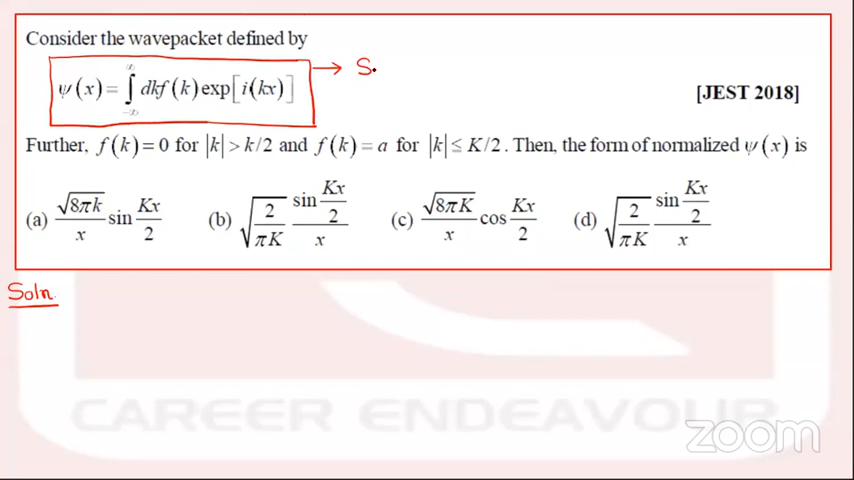 Consider the wavepacket defined by
ψ(x) = ∫_{-∞}^{∞} dkf(k) exp[i(kx)] → S
[JEST 2018]
Further, f(k) = 0 for |k| > k/2 and f(k) = a for |k| ≤ K/2. Then, the form of normalized ψ(x) is
(a) √8πk/x sin Kx/2 (b) √(2/πK) sin(Kx/2)/x (c) √8πK/x cos Kx/2 (d) √(2/πK) sin(Kx/2)/x
Soln
CAREER ENDEAVOUR
zoom